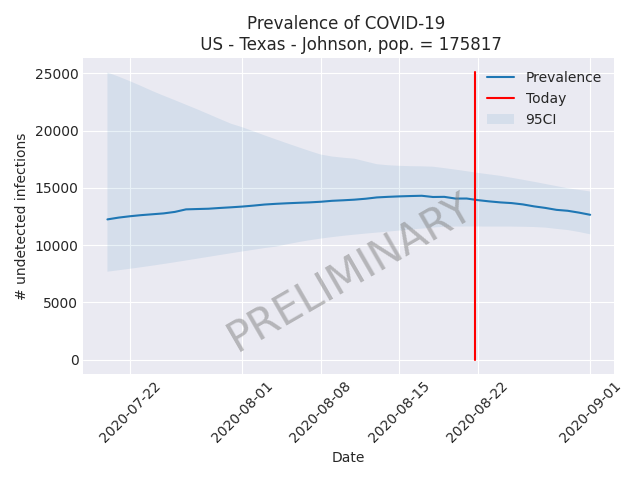 Prevalence of COVID-19
US - Texas - Johnson, pop. = 175817
25000
20000
15000
10000
5000
0
# undetected infections
Prevalence
Today
95CI
PRELIMINARY
2020-07-22
2020-08-01
2020-08-08
2020-08-15
2020-08-22
2020-09-01
Date